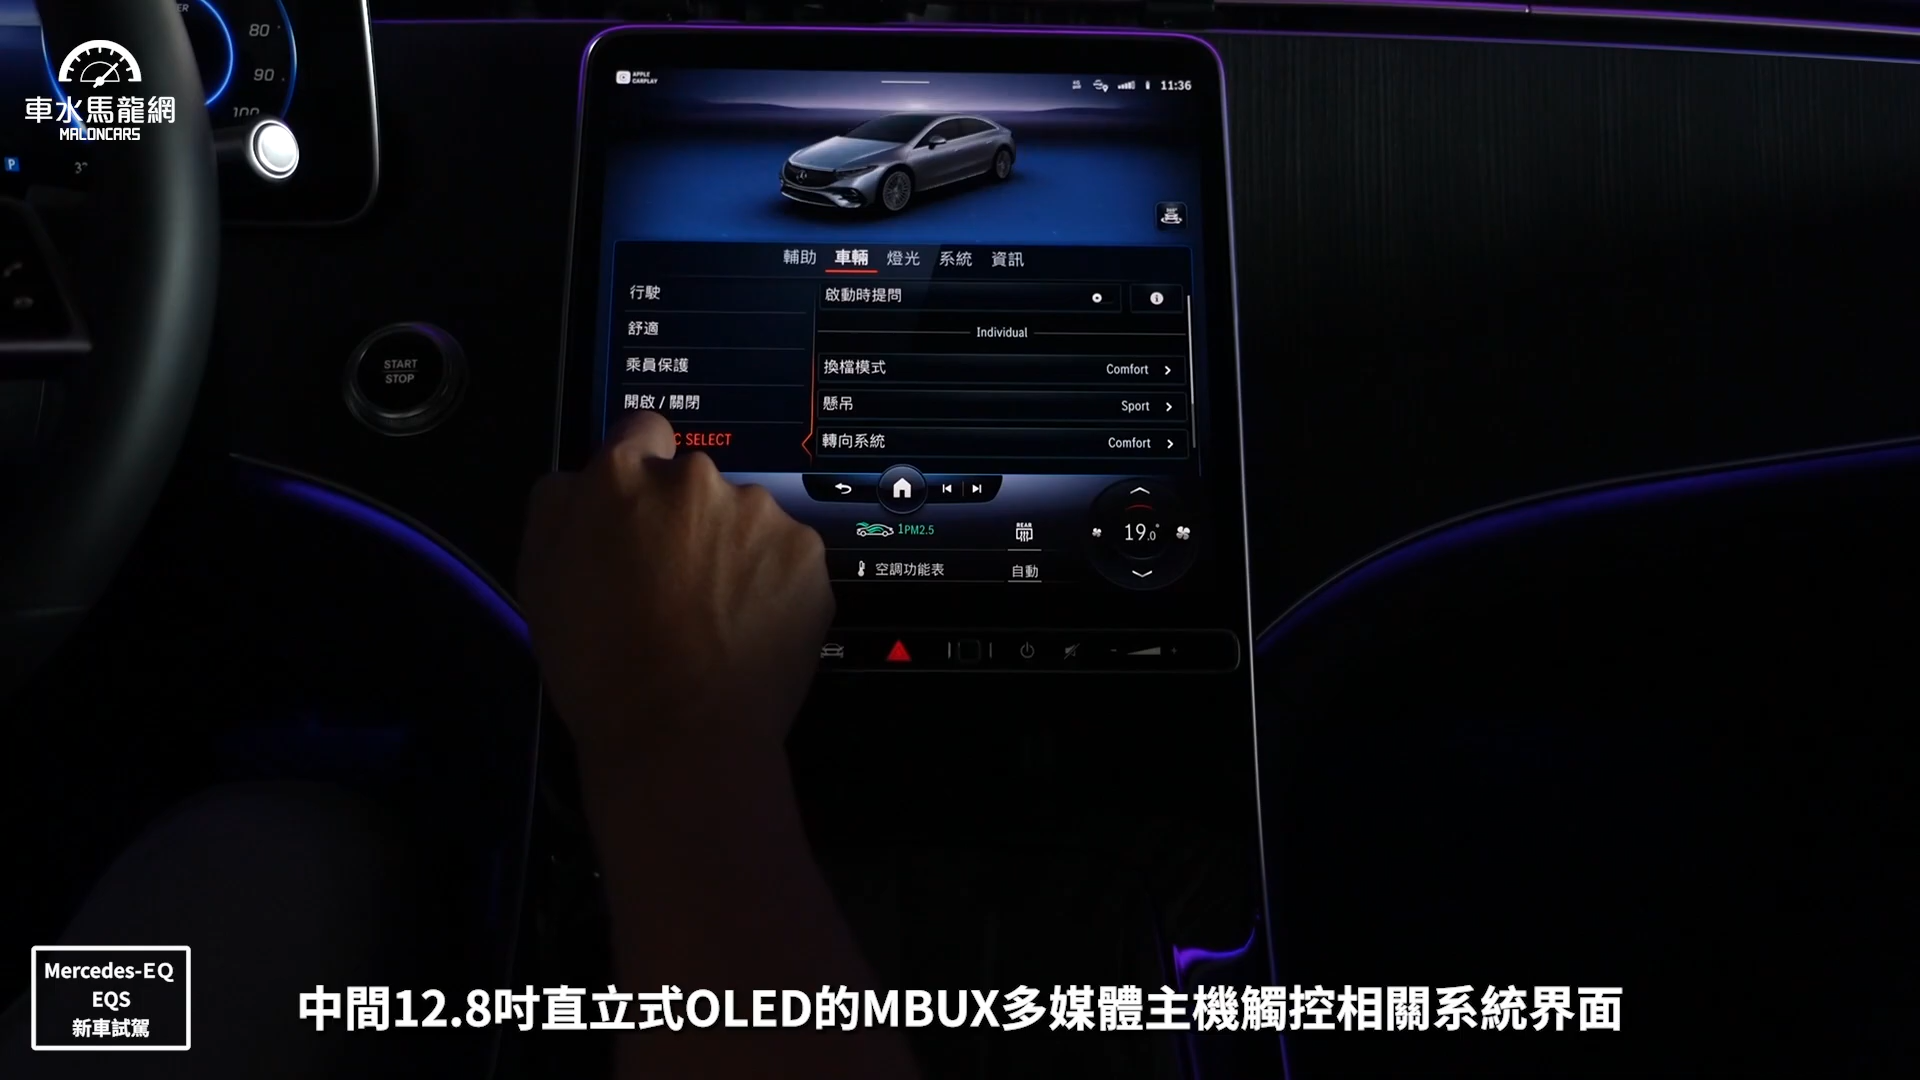 80
90
100
車水馬龍網
MALONCARS
P
START
STOP
APPLE
CARPLAY
11:36
輔助 車輛 燈光 系統 資訊
行駛
舒適
乘員保護
開啟 / 關閉
C SELECT
啟動時提問
Individual
換檔模式 Comfort
懸吊 Sport
轉向系統 Comfort
1PM2.5
REAR
19.0°
空調功能表 自動
Mercedes-EQ
EQS
新車試駕
中間12.8吋直立式OLED的MBUX多媒體主機觸控相關系統界面